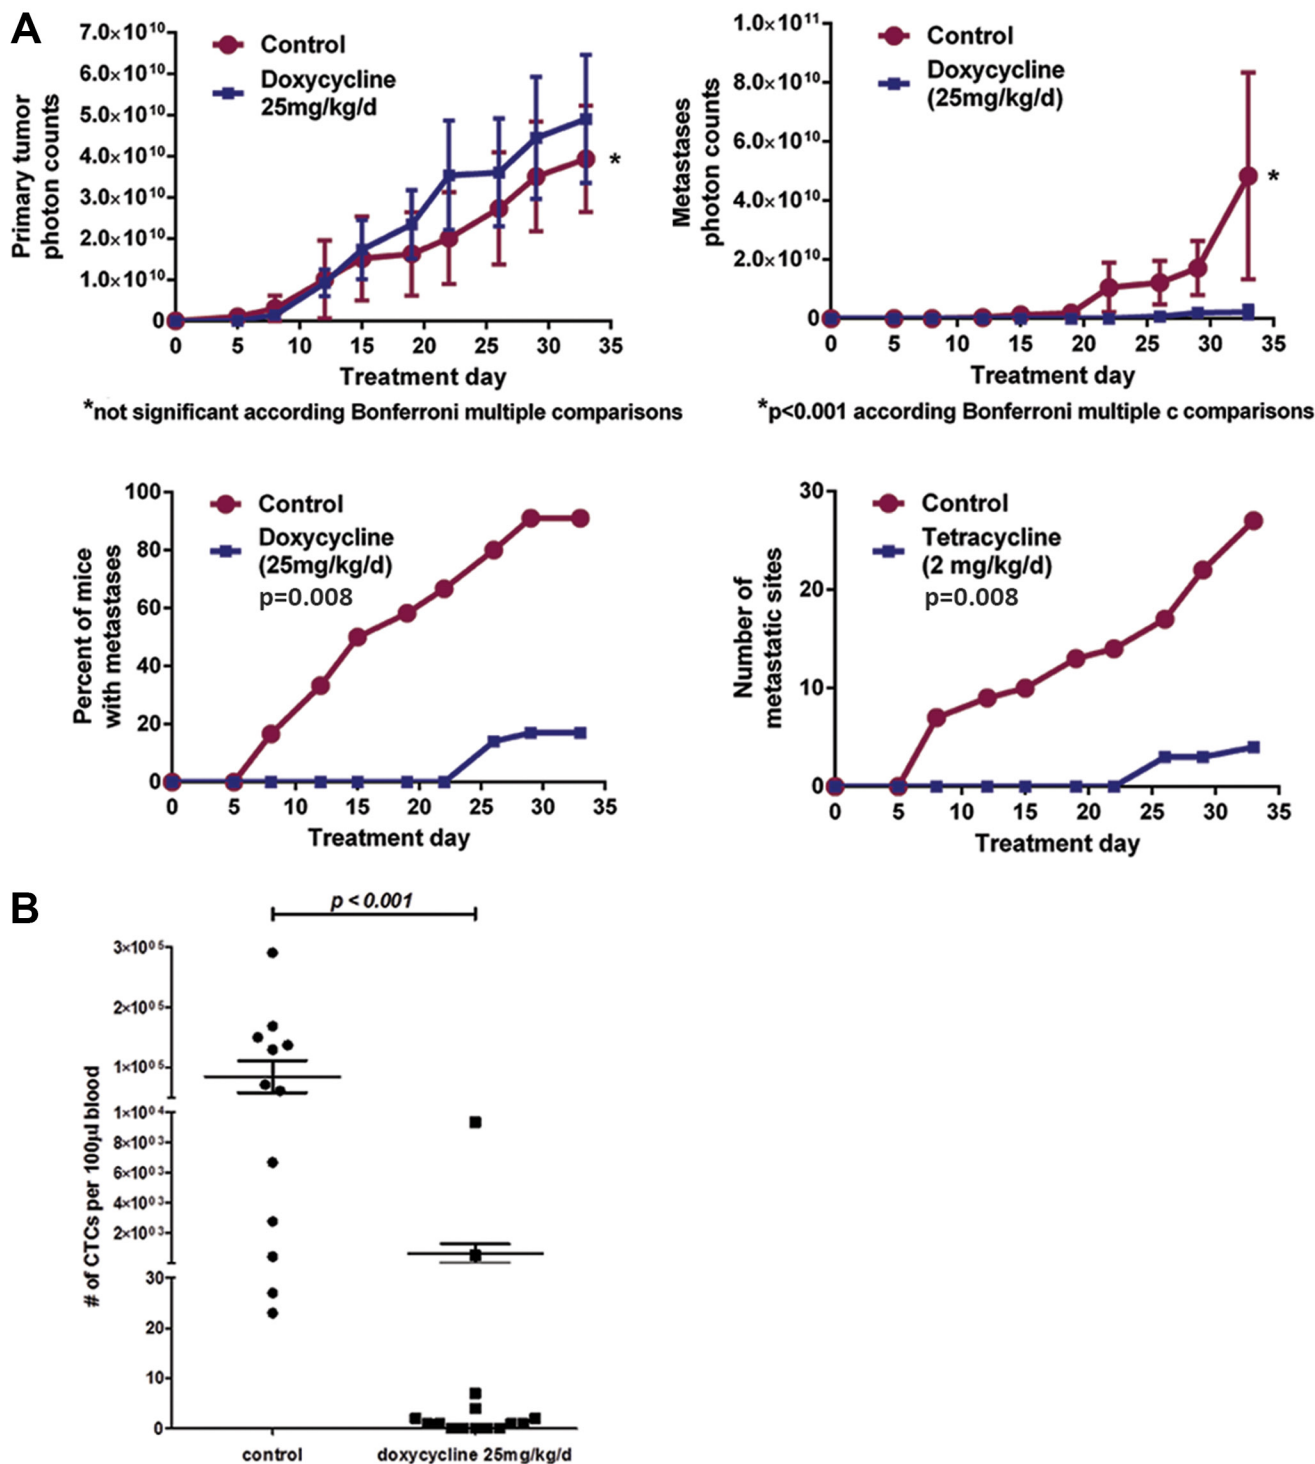 A
7.0×10¹⁰
6.0×10¹⁰
5.0×10¹⁰
4.0×10¹⁰
3.0×10¹⁰
2.0×10¹⁰
1.0×10¹⁰
0
Primary tumor
photon counts
Control
Doxycycline
25mg/kg/d
*
0 5 10 15 20 25 30 35
Treatment day
*not significant according Bonferroni multiple comparisons
1.0×10¹¹
8.0×10¹⁰
6.0×10¹⁰
4.0×10¹⁰
2.0×10¹⁰
0
Metastases
photon counts
Control
Doxycycline
(25mg/kg/d)
*
0 5 10 15 20 25 30 35
Treatment day
*p<0.001 according Bonferroni multiple c comparisons
100
80
60
40
20
0
Percent of mice
with metastases
Control
Doxycycline
(25mg/kg/d)
p=0.008
0 5 10 15 20 25 30 35
Treatment day
30
20
10
0
Number of
metastatic sites
Control
Tetracycline
(2 mg/kg/d)
p=0.008
0 5 10 15 20 25 30 35
Treatment day
B
p < 0.001
3×10⁰⁵
2×10⁰⁵
1×10⁰⁵
1×10⁰⁴
8×10⁰³
6×10⁰³
4×10⁰³
2×10⁰³
30
20
10
0
# of CTCs per 100µl blood
control
doxycycline 25mg/kg/d